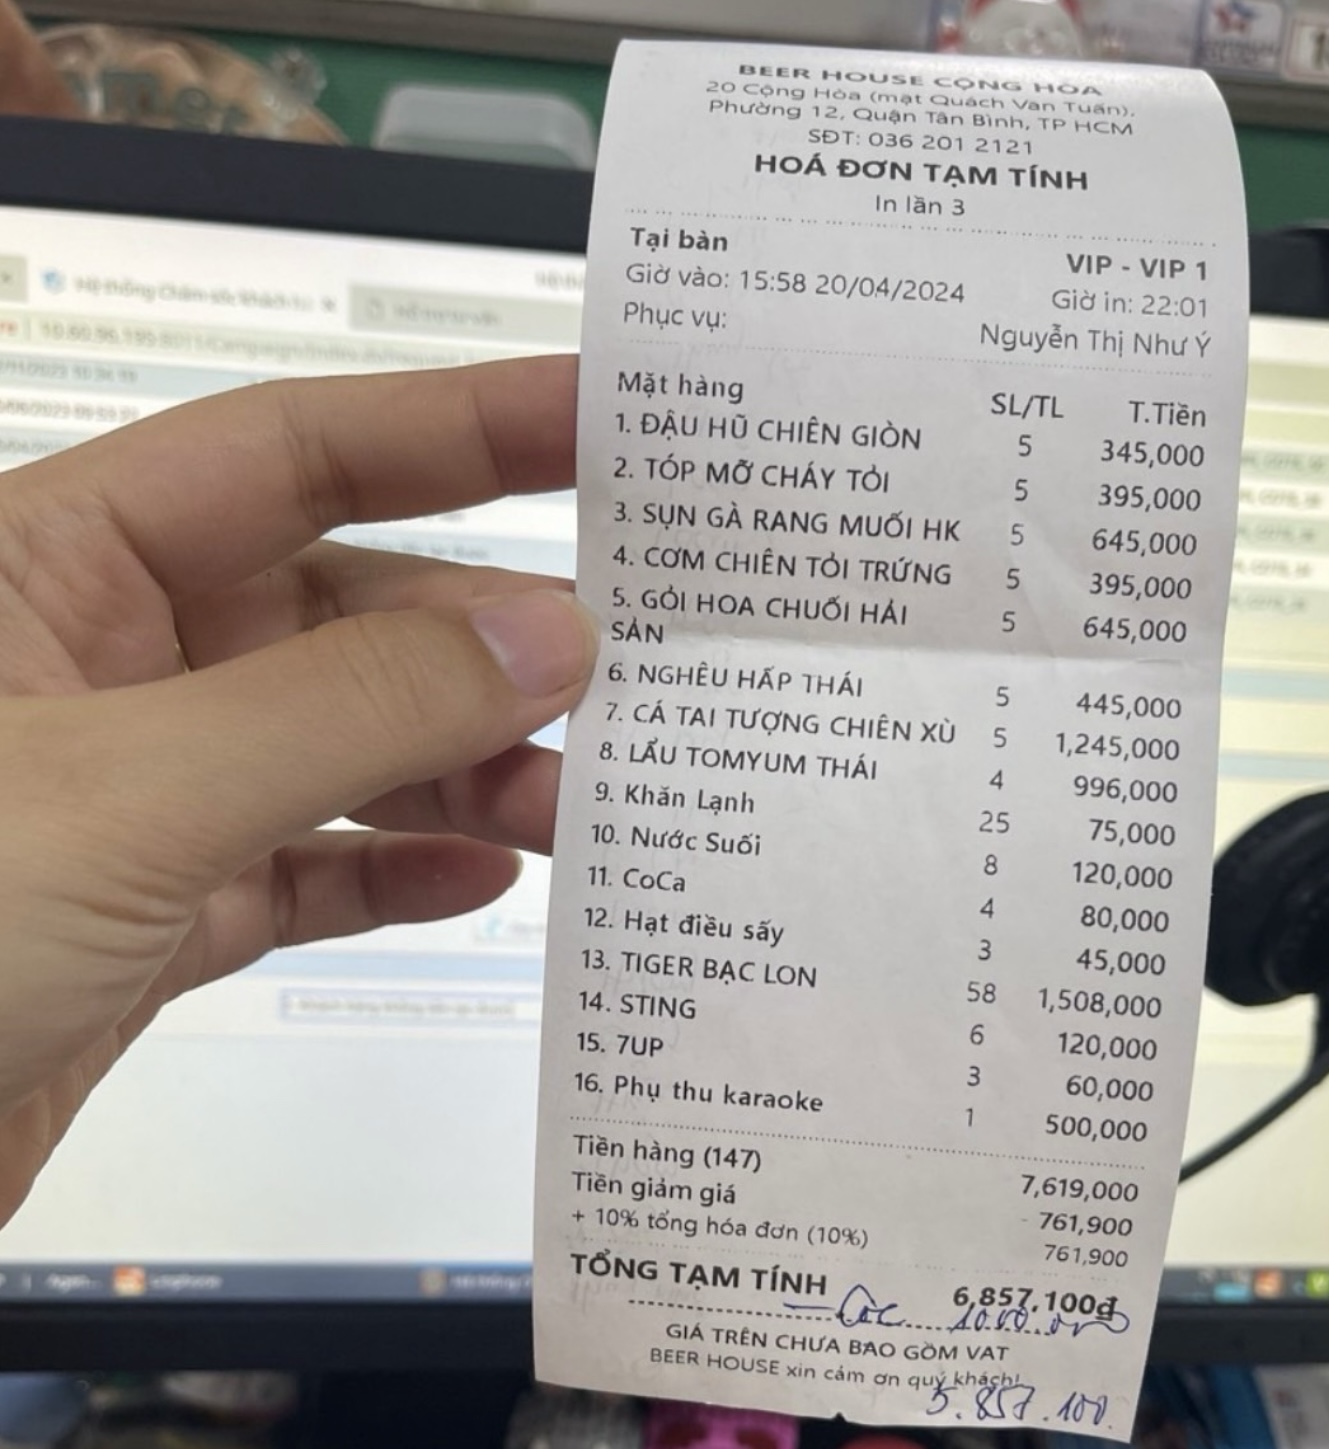 BEER HOUSE CỘNG HÒA
20 Cộng Hòa (mặt Quách Văn Tuấn),
Phường 12, Quận Tân Bình, TP HCM
SĐT: 036 201 2121
HOÁ ĐƠN TẠM TÍNH
In lần 3
Tại bàn VIP - VIP 1
Giờ vào: 15:58 20/04/2024 Giờ in: 22:01
Phục vụ: Nguyễn Thị Như Ý
Mặt hàng SL/TL T.Tiền
1. ĐẬU HŨ CHIÊN GIÒN 5 345,000
2. TÓP MỠ CHÁY TỎI 5 395,000
3. SỤN GÀ RANG MUỐI HK 5 645,000
4. CƠM CHIÊN TỎI TRỨNG 5 395,000
5. GỎI HOA CHUỐI HẢI 5 645,000
SẢN
6. NGHÊU HẤP THÁI 5 445,000
7. CÁ TAI TƯỢNG CHIÊN XÙ 5 1,245,000
8. LẨU TOMYUM THÁI 4 996,000
9. Khăn Lạnh 25 75,000
10. Nước Suối 8 120,000
11. CoCa 4 80,000
12. Hạt điều sấy 3 45,000
13. TIGER BẠC LON 58 1,508,000
14. STING 6 120,000
15. 7UP 3 60,000
16. Phụ thu karaoke 1 500,000
Tiền hàng (147) 7,619,000
Tiền giảm giá - 761,900
+ 10% tổng hóa đơn (10%) 761,900
TỔNG TẠM TÍNH 6,857,100đ
- Cọc 1000.000
GIÁ TRÊN CHƯA BAO GỒM VAT
BEER HOUSE xin cảm ơn quý khách!
5.857.100